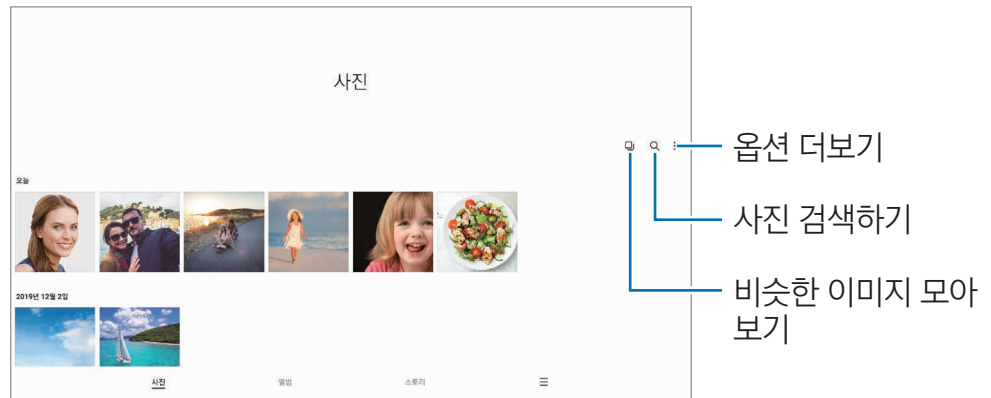 사진
옵션 더보기
오늘
사진 검색하기
비슷한 이미지 모아
보기
2019년 12월 2일
사진 앨범 스토리